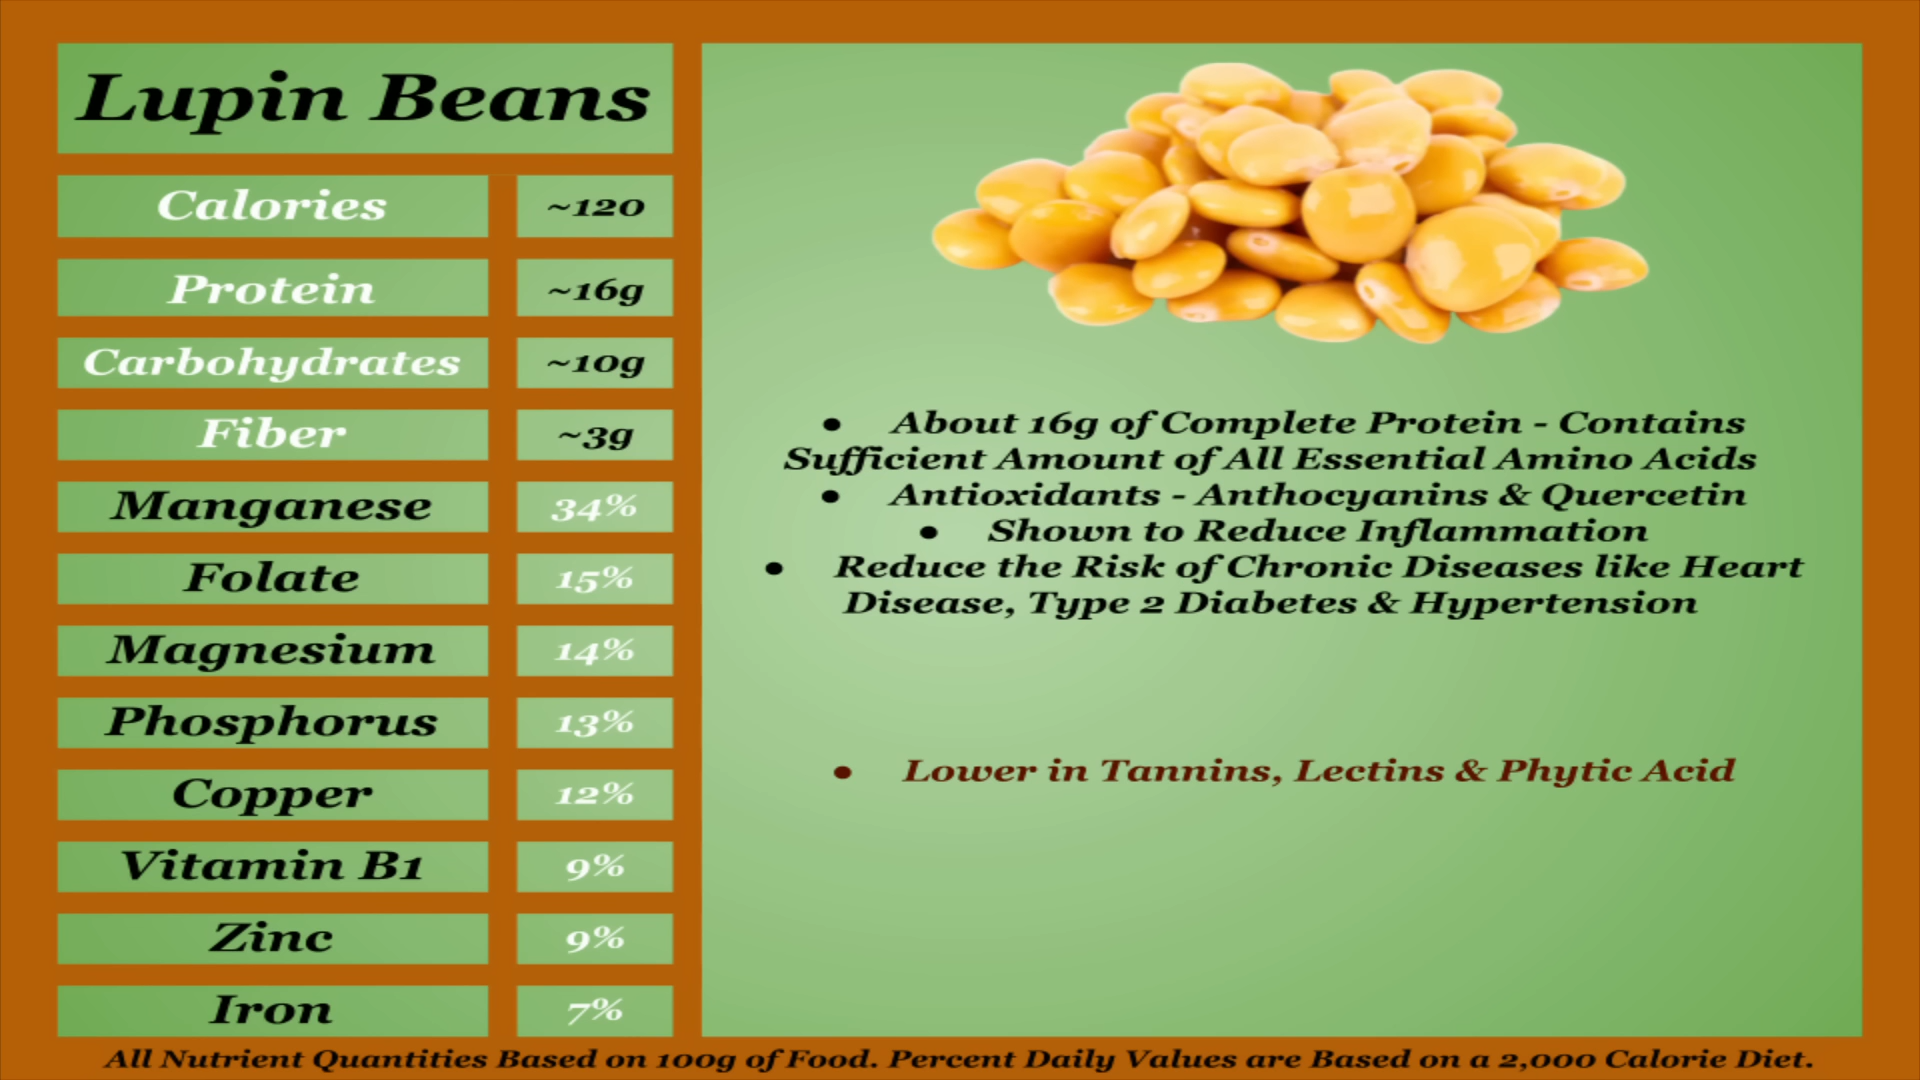 Lupin Beans
Calories ~120
Protein ~16g
Carbohydrates ~10g
Fiber ~3g
Manganese 34%
Folate 15%
Magnesium 14%
Phosphorus 13%
Copper 12%
Vitamin B1 9%
Zinc 9%
Iron 7%
● About 16g of Complete Protein - Contains
Sufficient Amount of All Essential Amino Acids
● Antioxidants - Anthocyanins & Quercetin
● Shown to Reduce Inflammation
● Reduce the Risk of Chronic Diseases like Heart
Disease, Type 2 Diabetes & Hypertension
● Lower in Tannins, Lectins & Phytic Acid
All Nutrient Quantities Based on 100g of Food. Percent Daily Values are Based on a 2,000 Calorie Diet.